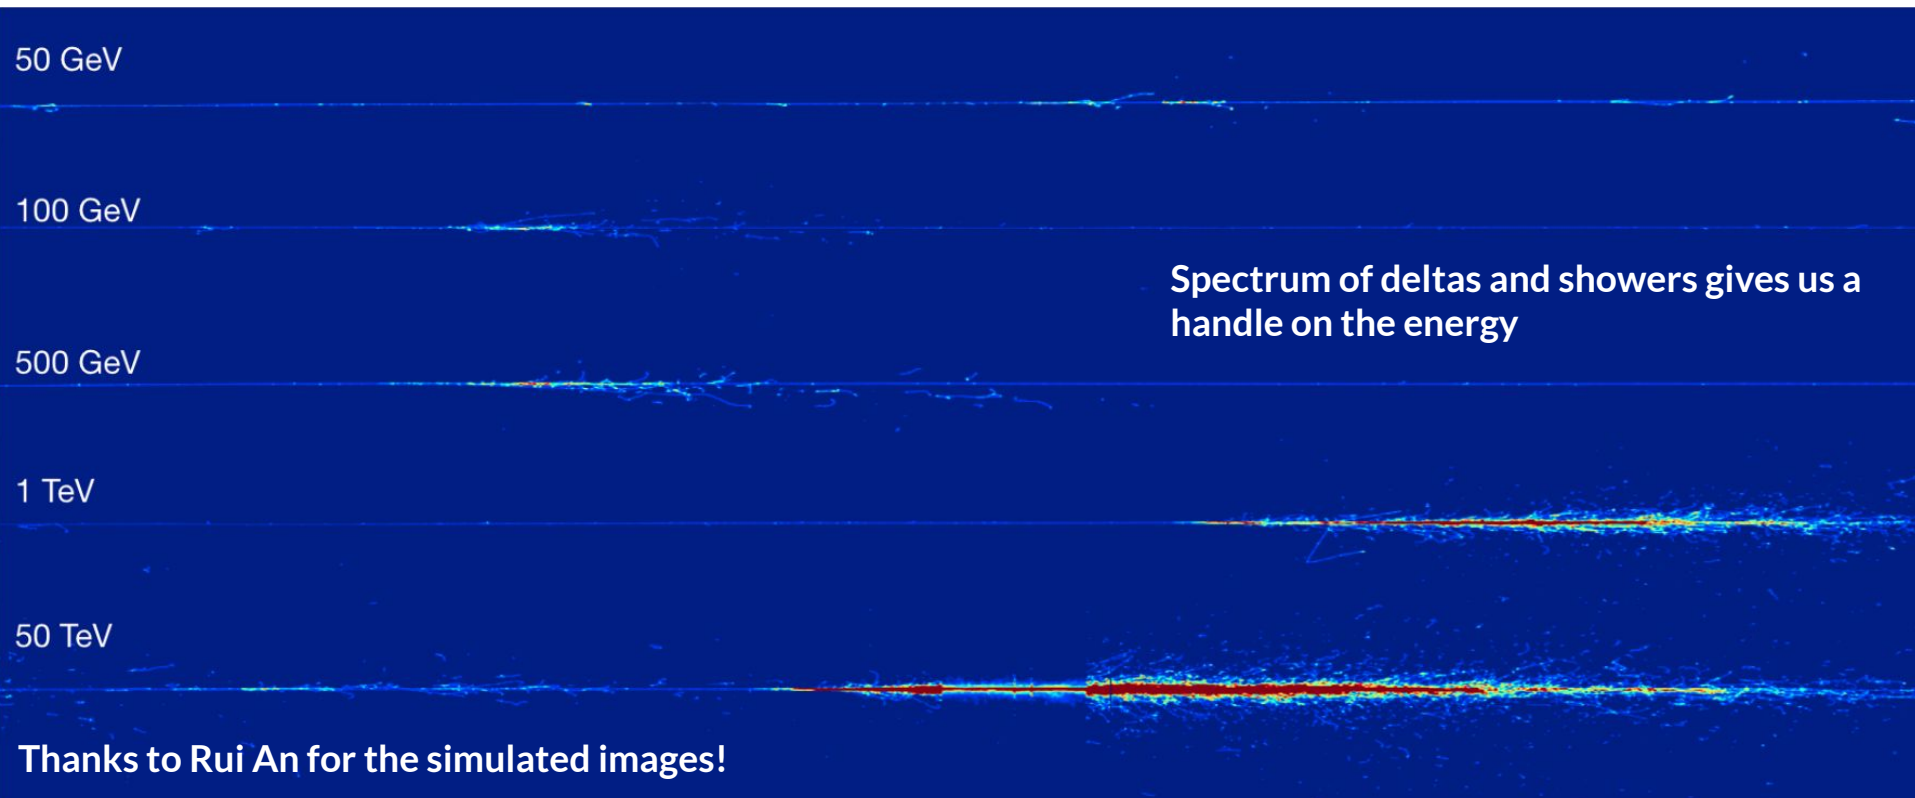 50 GeV
100 GeV
Spectrum of deltas and showers gives us a
handle on the energy
500 GeV
1 TeV
50 TeV
Thanks to Rui An for the simulated images!